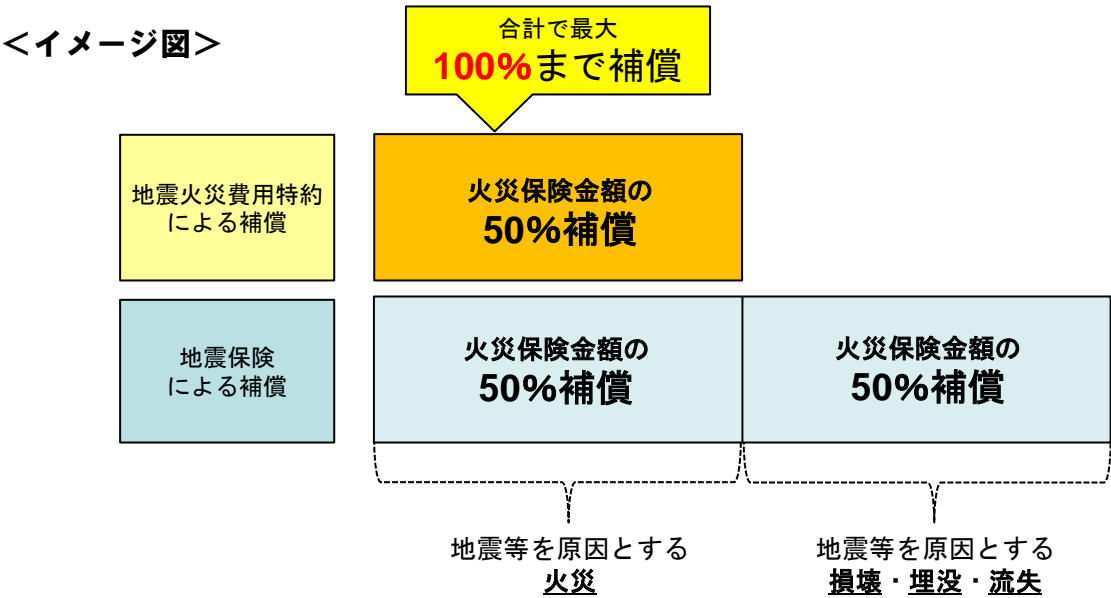 ＜イメージ図＞
合計で最大
100%まで補償
地震火災費用特約
による補償
火災保険金額の
50%補償
地震保険
による補償
火災保険金額の
50%補償
火災保険金額の
50%補償
地震等を原因とする
火災
地震等を原因とする
損壊・埋没・流失